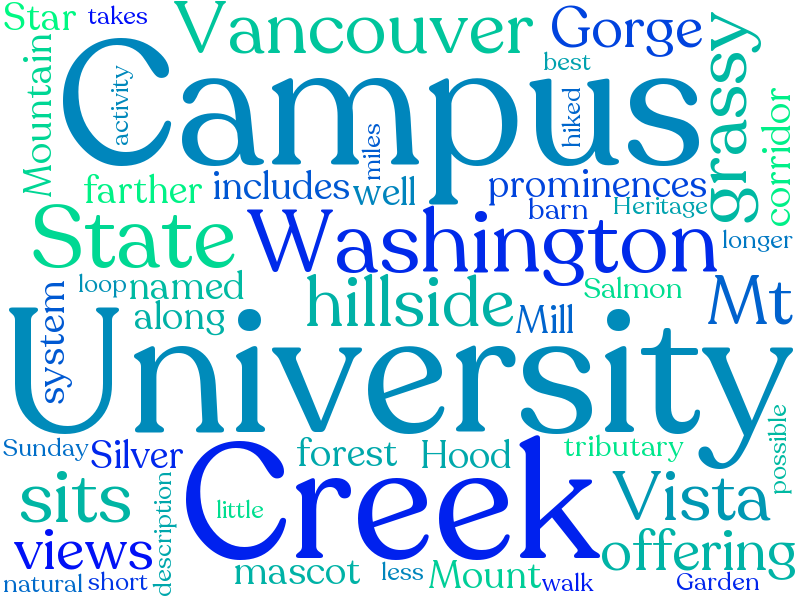 Star
takes
Vancouver
Gorge
best
grassy
Mountain
Campus
activity
miles
hiked
corridor
farther
includes
well
prominences
barn
Heritage
State
Washington
longer
loop
named
hillside
Salmon
Mt
system
along
Mill
University
Sunday
Silver
forest
Hood
tributary
possible
Creek
sits
description
little
Vista
views
offering
natural
short
mascot
less
Mount
walk
Garden